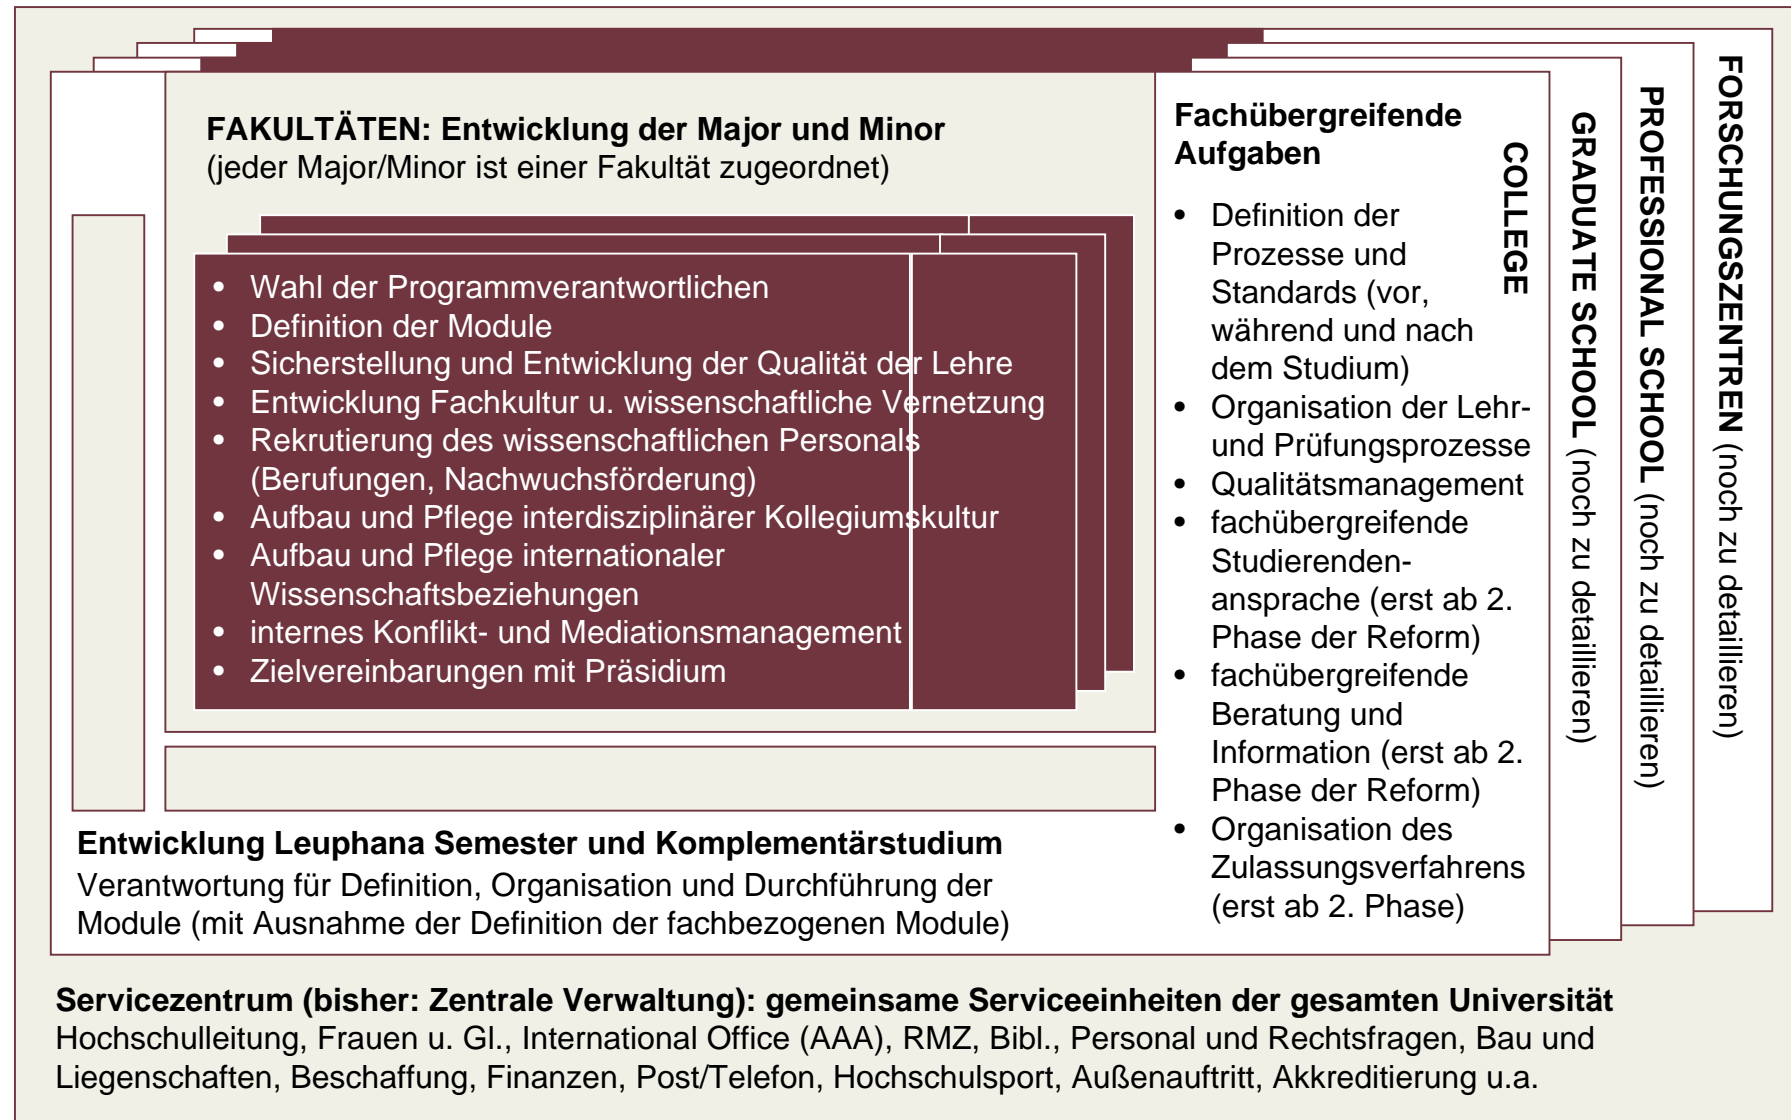 FAKULTÄTEN: Entwicklung der Major und Minor
(jeder Major/Minor ist einer Fakultät zugeordnet)
• Wahl der Programmverantwortlichen
• Definition der Module
• Sicherstellung und Entwicklung der Qualität der Lehre
• Entwicklung Fachkultur u. wissenschaftliche Vernetzung
• Rekrutierung des wissenschaftlichen Personals
(Berufungen, Nachwuchsförderung)
• Aufbau und Pflege interdisziplinärer Kollegiumskultur
• Aufbau und Pflege internationaler
Wissenschaftsbeziehungen
• internes Konflikt- und Mediationsmanagement
• Zielvereinbarungen mit Präsidium
Fachübergreifende
Aufgaben
• Definition der
Prozesse und
Standards (vor,
während und nach
dem Studium)
• Organisation der Lehr-
und Prüfungsprozesse
• Qualitätsmanagement
• fachübergreifende
Studierenden-
ansprache (erst ab 2.
Phase der Reform)
• fachübergreifende
Beratung und
Information (erst ab 2.
Phase der Reform)
• Organisation des
Zulassungsverfahrens
(erst ab 2. Phase)
COLLEGE
GRADUATE SCHOOL (noch zu detaillieren)
PROFESSIONAL SCHOOL (noch zu detaillieren)
FORSCHUNGSZENTREN (noch zu detaillieren)
Entwicklung Leuphana Semester und Komplementärstudium
Verantwortung für Definition, Organisation und Durchführung der
Module (mit Ausnahme der Definition der fachbezogenen Module)
Servicezentrum (bisher: Zentrale Verwaltung): gemeinsame Serviceeinheiten der gesamten Universität
Hochschulleitung, Frauen u. Gl., International Office (AAA), RMZ, Bibl., Personal und Rechtsfragen, Bau und
Liegenschaften, Beschaffung, Finanzen, Post/Telefon, Hochschulsport, Außenauftritt, Akkreditierung u.a.